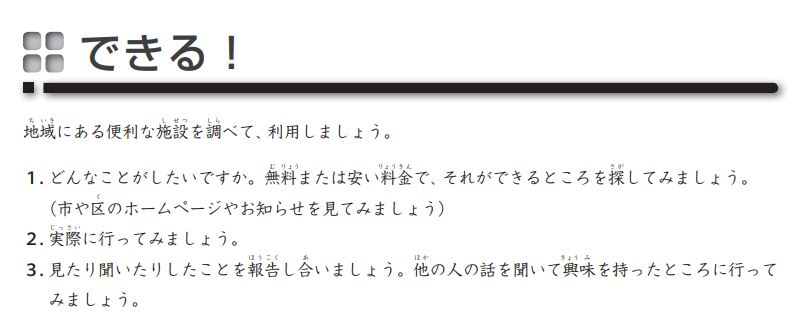 できる！
地域にある便利な施設を調べて、利用しましょう。
1. どんなことがしたいですか。無料または安い料金で、それができるところを探してみましょう。
（市や区のホームページやお知らせを見てみましょう）
2. 実際に行ってみましょう。
3. 見たり聞いたりしたことを報告し合いましょう。他の人の話を聞いて興味を持ったところに行って
みましょう。